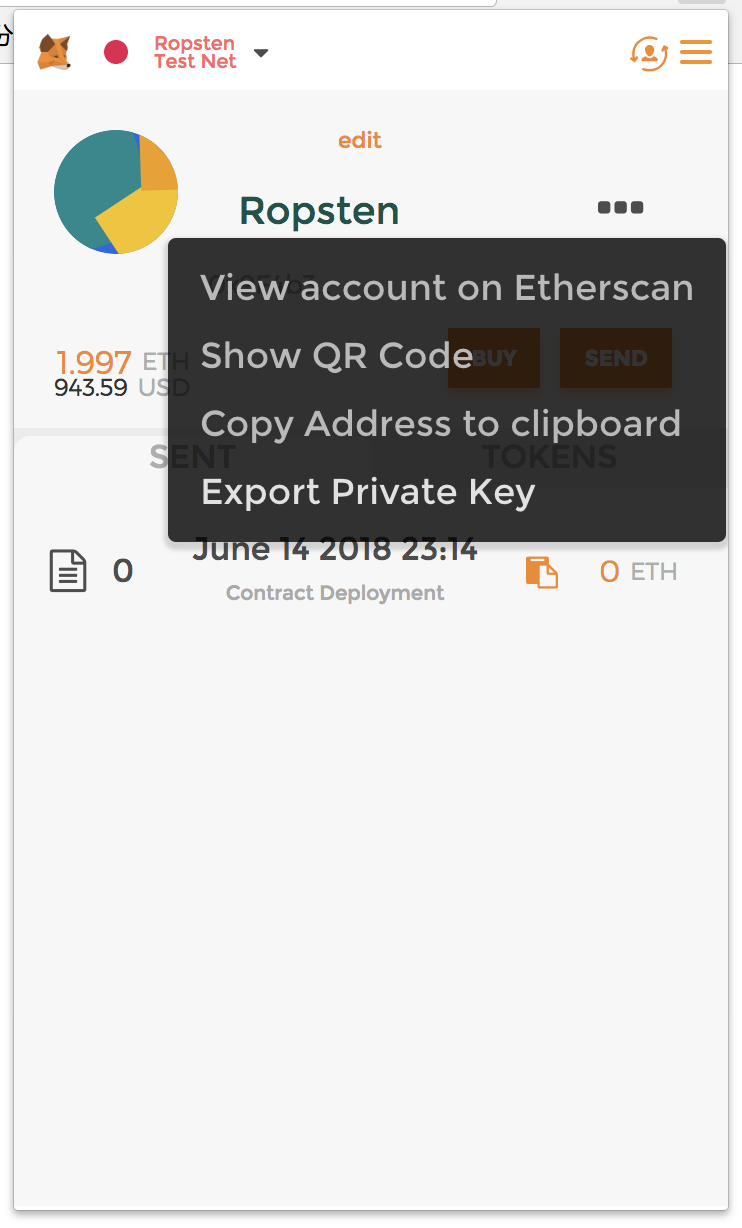 Ropsten
Test Net
edit
Ropsten
View account on Etherscan
1.997 ETH
943.59 USD
Show QR Code
BUY
SEND
Copy Address to clipboard
SENT
TOKENS
Export Private Key
0
June 14 2018 23:14
Contract Deployment
0 ETH